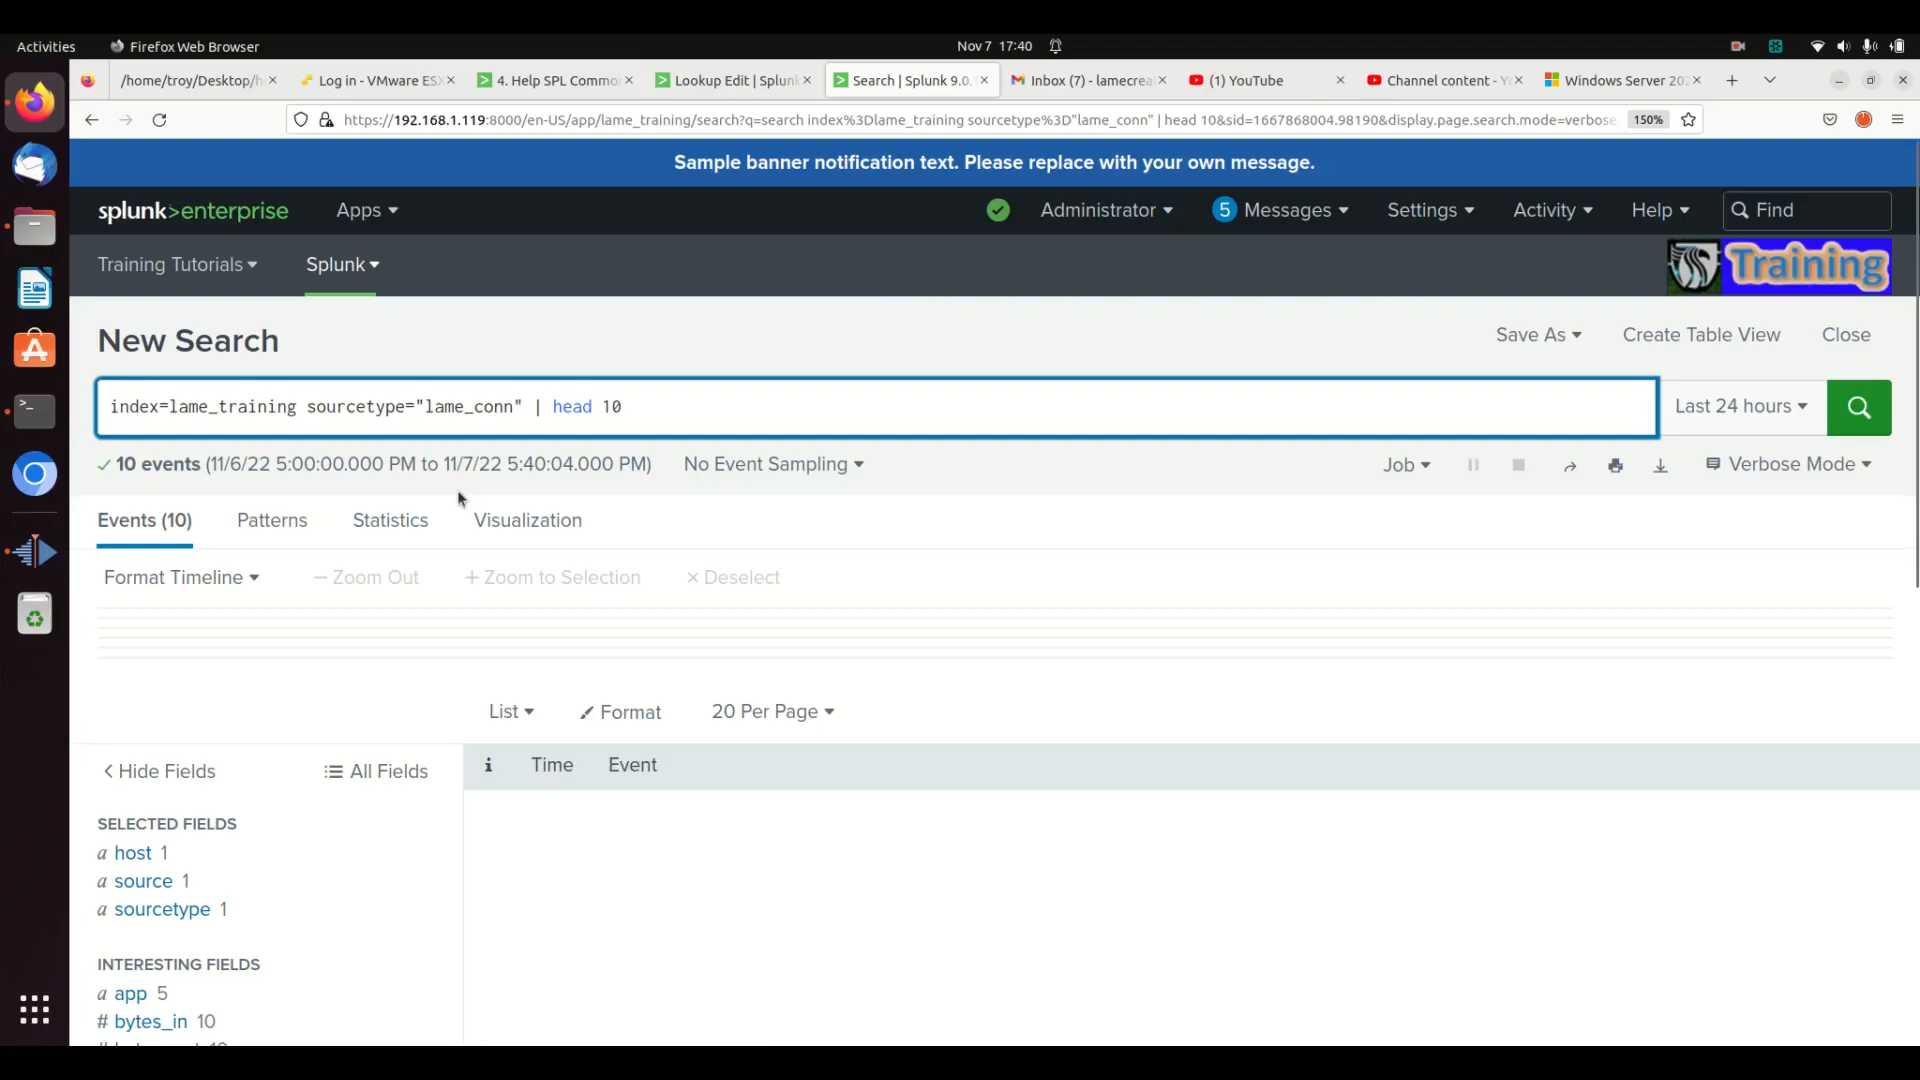 Activities Firefox Web Browser Nov 7 17:40
/home/troy/Desktop/h Log in - VMware ESX 4. Help SPL Commo Lookup Edit | Splun Search | Splunk 9.0. Inbox (7) - lamecrea (1) YouTube Channel content - Y Windows Server 202
https://192.168.1.119:8000/en-US/app/lame_training/search?q=search index%3Dlame_training sourcetype%3D"lame_conn" | head 10&sid=1667868004.98190&display.page.search.mode=verbose 150%
Sample banner notification text. Please replace with your own message.
splunk>enterprise Apps Administrator 5 Messages Settings Activity Help Find
Training Tutorials Splunk Training
New Search Save As Create Table View Close
index=lame_training sourcetype="lame_conn" | head 10 Last 24 hours
10 events (11/6/22 5:00:00.000 PM to 11/7/22 5:40:04.000 PM) No Event Sampling Job Verbose Mode
Events (10) Patterns Statistics Visualization
Format Timeline — Zoom Out + Zoom to Selection × Deselect
List Format 20 Per Page
< Hide Fields All Fields i Time Event
SELECTED FIELDS
a host 1
a source 1
a sourcetype 1
INTERESTING FIELDS
a app 5
# bytes_in 10